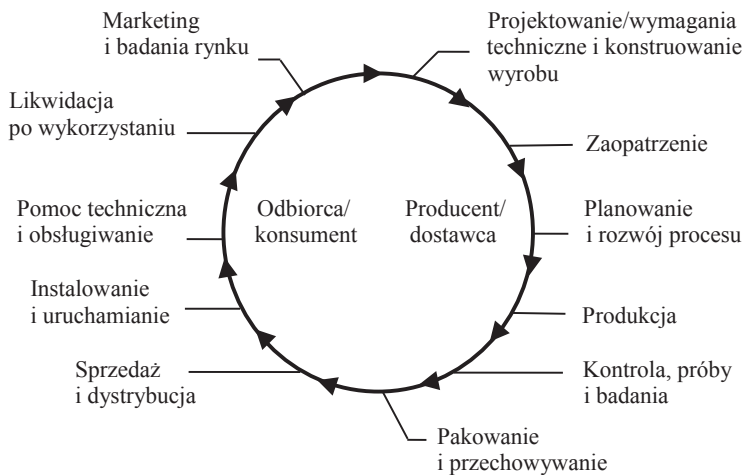 Marketing
i badania rynku
Projektowanie/wymagania
techniczne i konstruowanie
wyrobu
Zaopatrzenie
Planowanie
i rozwój procesu
Produkcja
Kontrola, próby
i badania
Pakowanie
i przechowywanie
Sprzedaż
i dystrybucja
Instalowanie
i uruchamianie
Pomoc techniczna
i obsługiwanie
Likwidacja
po wykorzystaniu
Odbiorca/
konsument
Producent/
dostawca